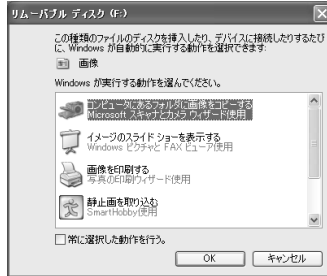 リムーバブル ディスク (F:)
この種類のファイルのディスクを挿入したり、デバイスに接続したりするたび
に、Windows が自動的に実行する動作を選択できます:
画像
Windows が実行する動作を選んでください。
コンピュータにあるフォルダに画像をコピーする
Microsoft スキャナとカメラ ウィザード使用
イメージのスライド ショーを表示する
Windows ピクチャと FAX ビューア使用
画像を印刷する
写真の印刷ウィザード使用
静止画を取り込む
SmartHobby使用
常に選択した動作を行う。
OK
キャンセル